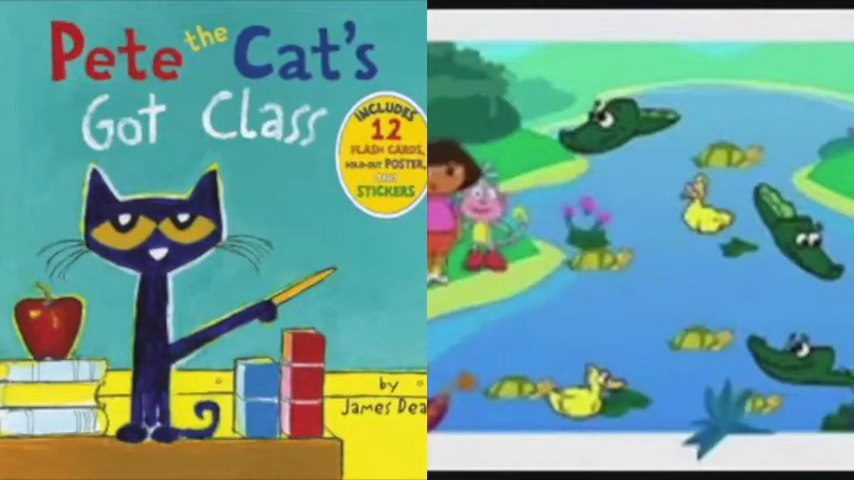 Pete the Cat's
Got Class
INCLUDES
12
FLASH CARDS,
FOLD-OUT POSTER,
AND
STICKERS
by
James Dea